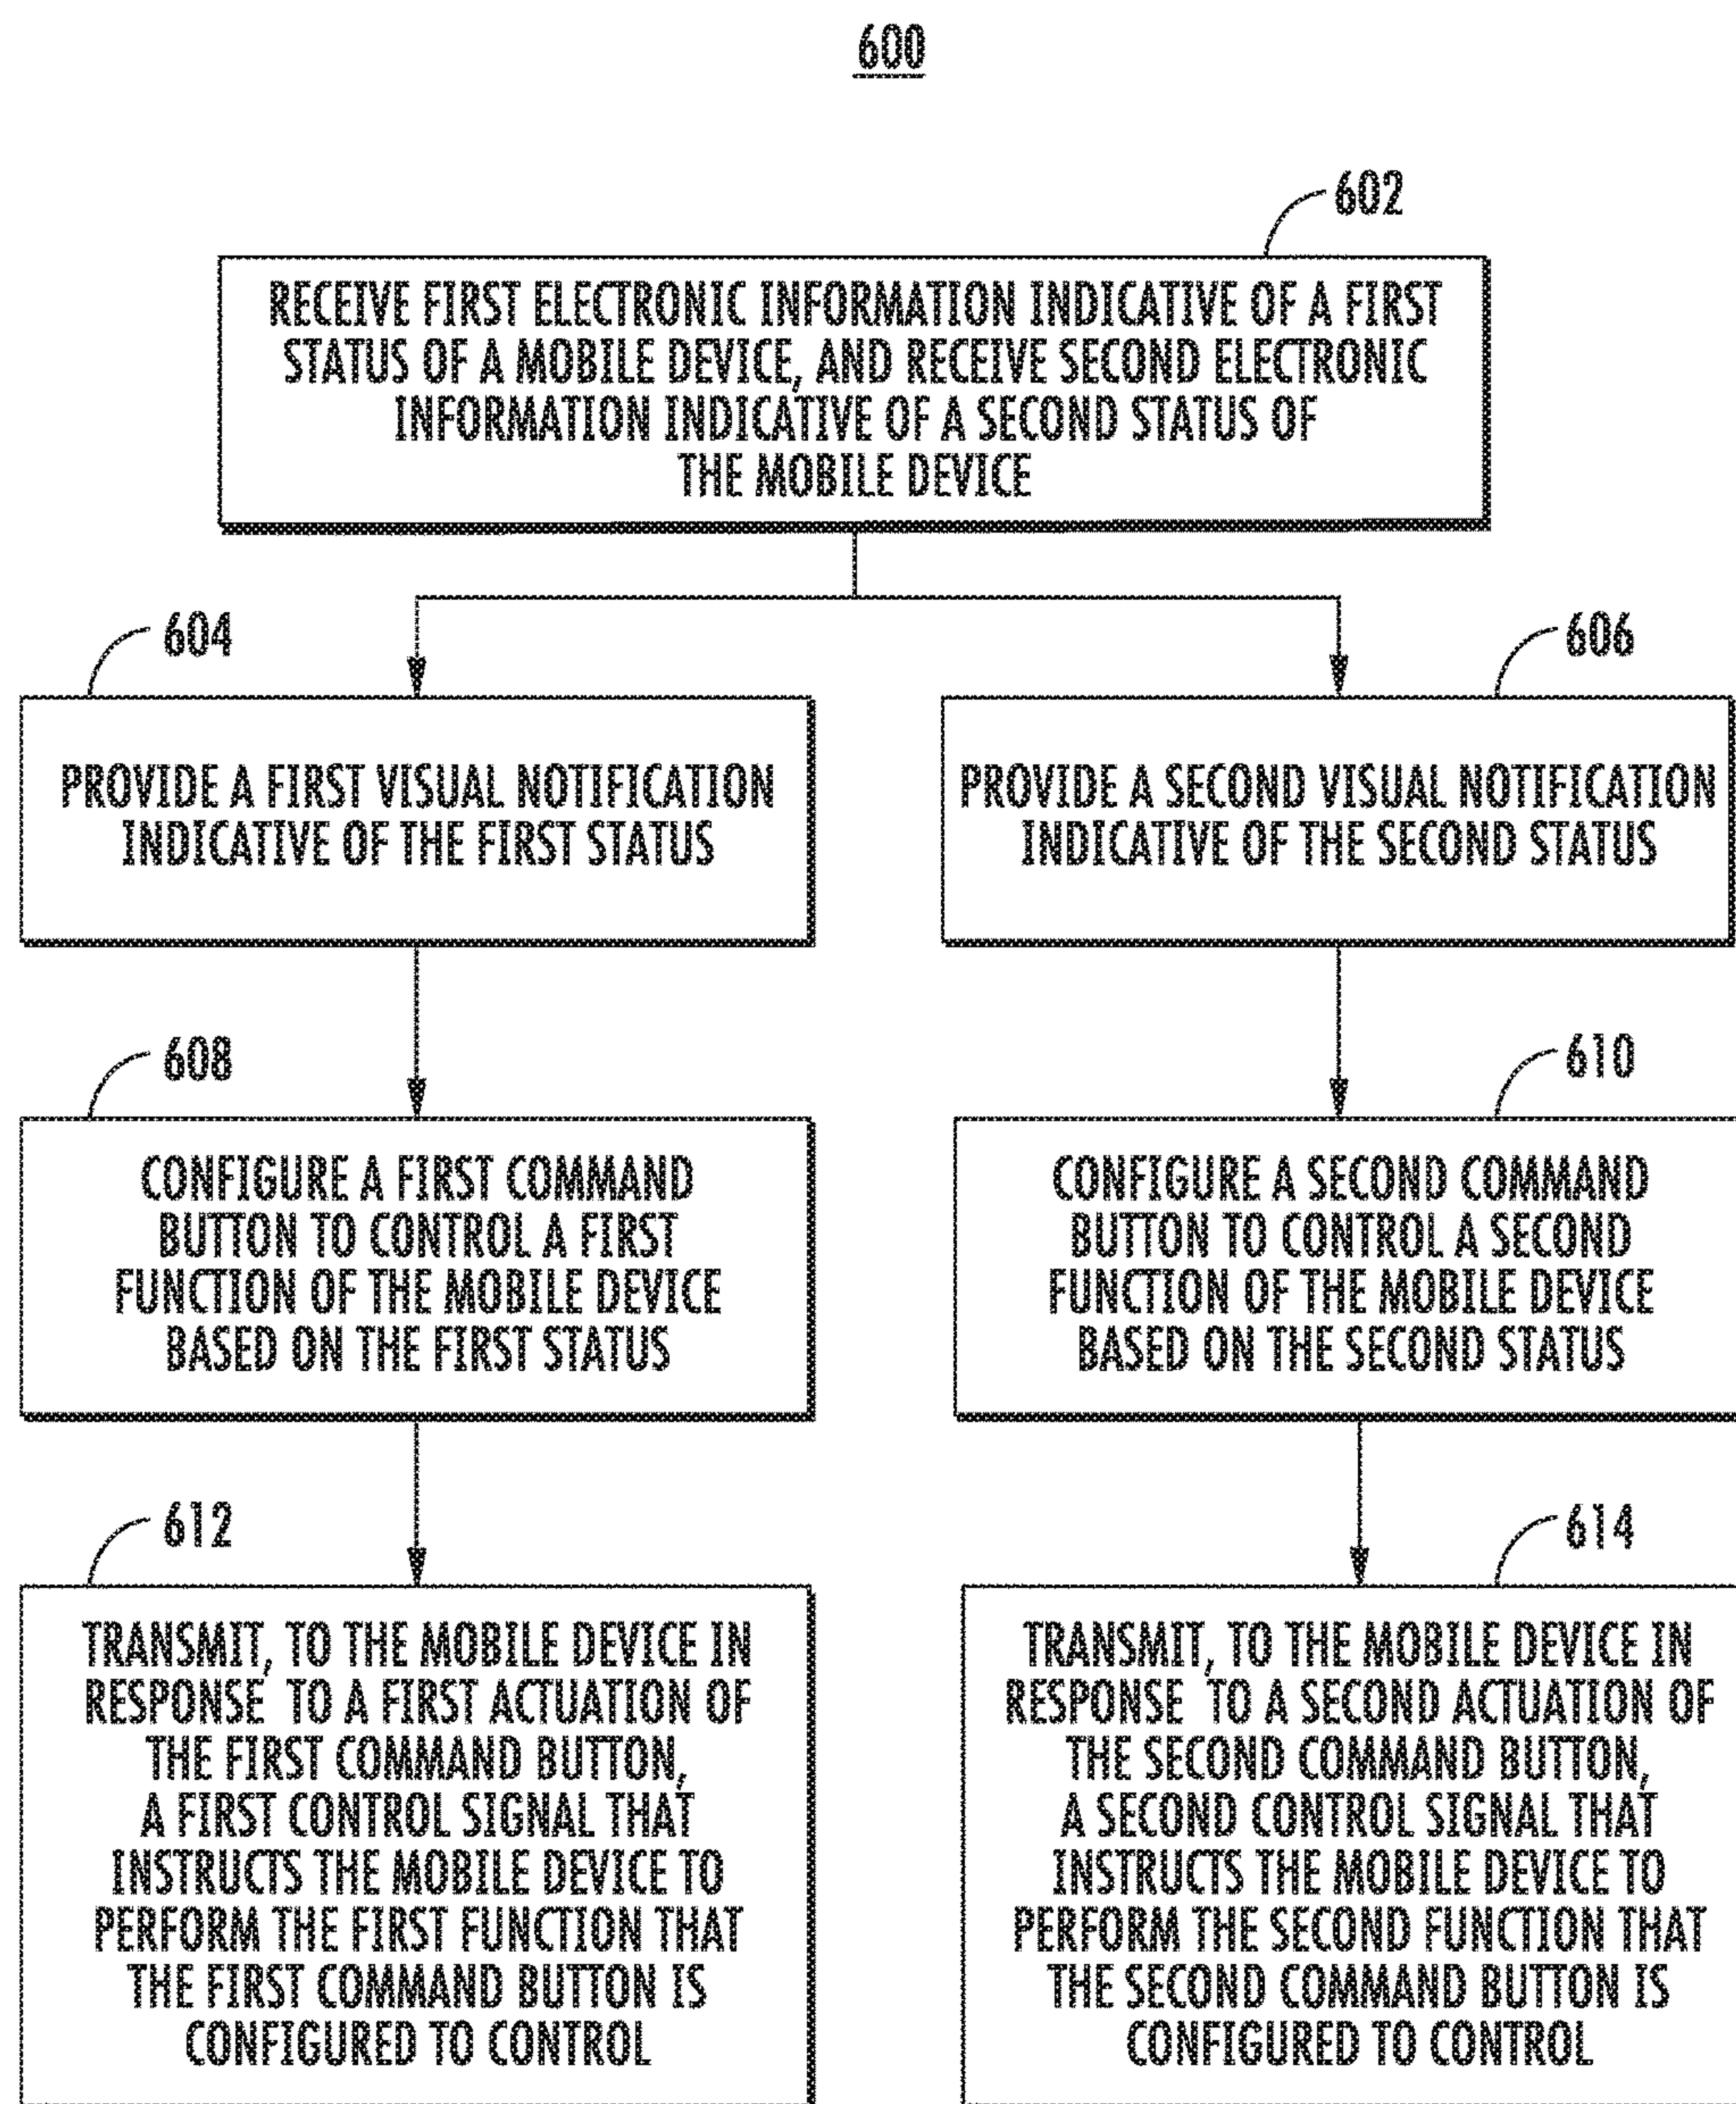 600
602
RECEIVE FIRST ELECTRONIC INFORMATION INDICATIVE OF A FIRST
STATUS OF A MOBILE DEVICE, AND RECEIVE SECOND ELECTRONIC
INFORMATION INDICATIVE OF A SECOND STATUS OF
THE MOBILE DEVICE
604
PROVIDE A FIRST VISUAL NOTIFICATION
INDICATIVE OF THE FIRST STATUS
606
PROVIDE A SECOND VISUAL NOTIFICATION
INDICATIVE OF THE SECOND STATUS
608
CONFIGURE A FIRST COMMAND
BUTTON TO CONTROL A FIRST
FUNCTION OF THE MOBILE DEVICE
BASED ON THE FIRST STATUS
610
CONFIGURE A SECOND COMMAND
BUTTON TO CONTROL A SECOND
FUNCTION OF THE MOBILE DEVICE
BASED ON THE SECOND STATUS
612
TRANSMIT, TO THE MOBILE DEVICE IN
RESPONSE TO A FIRST ACTUATION OF
THE FIRST COMMAND BUTTON,
A FIRST CONTROL SIGNAL THAT
INSTRUCTS THE MOBILE DEVICE TO
PERFORM THE FIRST FUNCTION THAT
THE FIRST COMMAND BUTTON IS
CONFIGURED TO CONTROL
614
TRANSMIT, TO THE MOBILE DEVICE IN
RESPONSE TO A SECOND ACTUATION OF
THE SECOND COMMAND BUTTON,
A SECOND CONTROL SIGNAL THAT
INSTRUCTS THE MOBILE DEVICE TO
PERFORM THE SECOND FUNCTION THAT
THE SECOND COMMAND BUTTON IS
CONFIGURED TO CONTROL